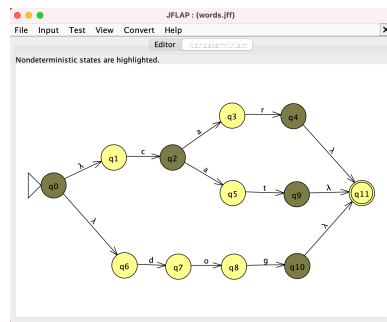 JFLAP : (words.jff)
File Input Test View Convert Help
Editor Nondeterminism
Nondeterministic states are highlighted.
q3 r q4
a λ
q1 c q2
λ a
q0 q5 t q9 λ q11
λ λ
q6 d q7 o q8 g q10